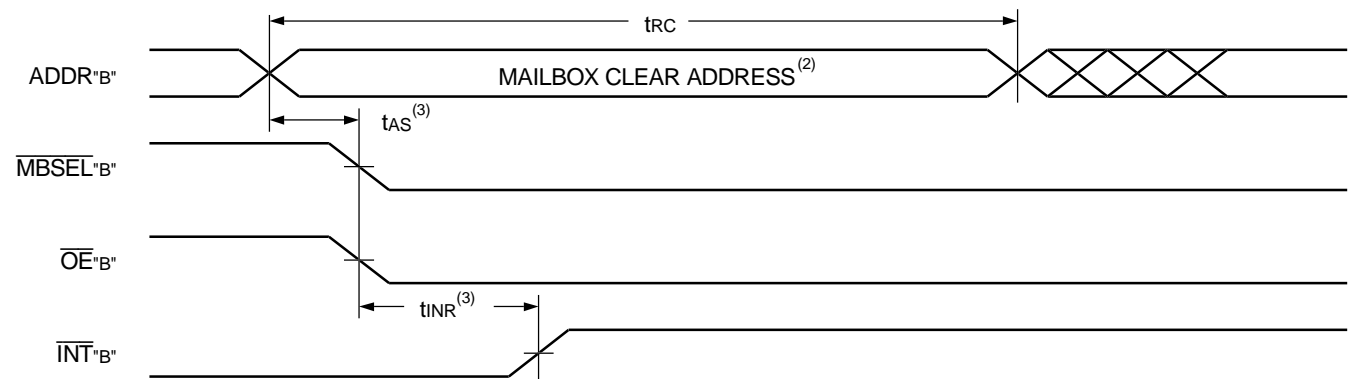 tRC
ADDR"B"
MAILBOX CLEAR ADDRESS(2)
tAS(3)
MBSEL"B"
OE"B"
tINR(3)
INT"B"